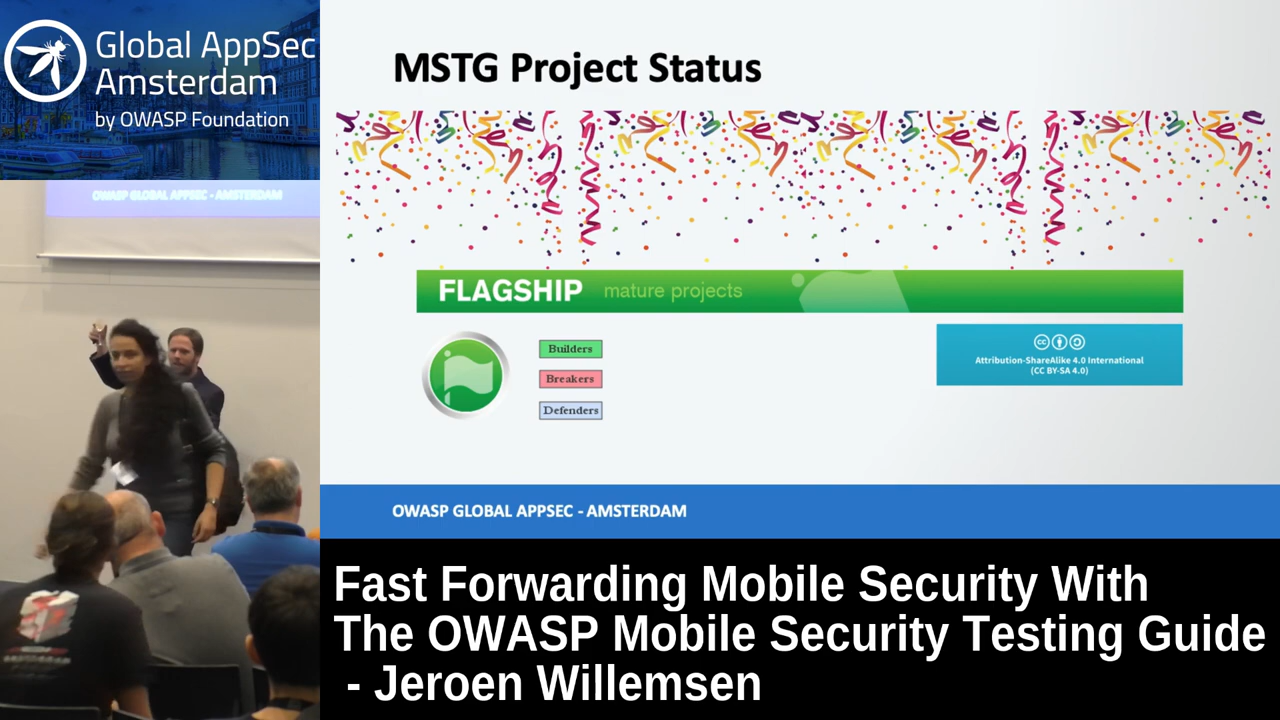 Global AppSec
Amsterdam
by OWASP Foundation
OWASP GLOBAL APPSEC - AMSTERDAM
MSTG Project Status
FLAGSHIP mature projects
Builders
Breakers
Defenders
cc
Attribution-ShareAlike 4.0 International
(CC BY-SA 4.0)
OWASP GLOBAL APPSEC - AMSTERDAM
Fast Forwarding Mobile Security With
The OWASP Mobile Security Testing Guide
- Jeroen Willemsen